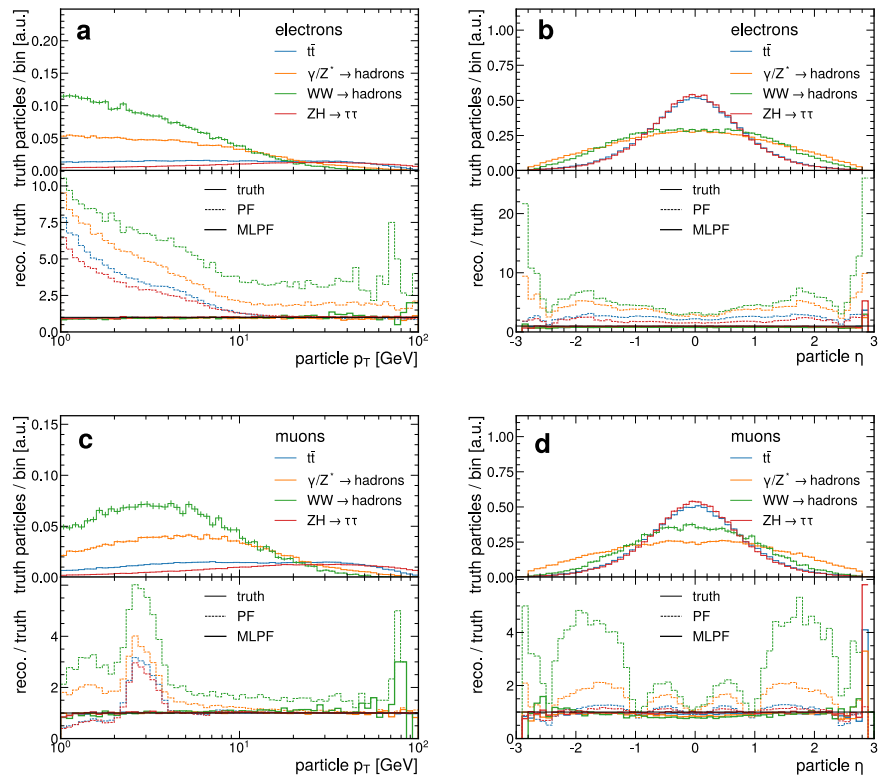 a
electrons
tt̄
γ/Z* → hadrons
WW → hadrons
ZH → ττ
truth particles / bin [a.u.]
0.20
0.15
0.10
0.05
0.00
truth
PF
MLPF
reco. / truth
10.0
7.5
5.0
2.5
0.0
10⁰
10¹
10²
particle pT [GeV]
b
electrons
tt̄
γ/Z* → hadrons
WW → hadrons
ZH → ττ
truth particles / bin [a.u.]
1.00
0.75
0.50
0.25
0.00
truth
PF
MLPF
reco. / truth
20
10
0
-3 -2 -1 0 1 2 3
particle η
c
muons
tt̄
γ/Z* → hadrons
WW → hadrons
ZH → ττ
truth particles / bin [a.u.]
0.15
0.10
0.05
0.00
truth
PF
MLPF
reco. / truth
4
2
0
10⁰
10¹
10²
particle pT [GeV]
d
muons
tt̄
γ/Z* → hadrons
WW → hadrons
ZH → ττ
truth particles / bin [a.u.]
1.00
0.75
0.50
0.25
0.00
truth
PF
MLPF
reco. / truth
4
2
0
-3 -2 -1 0 1 2 3
particle η